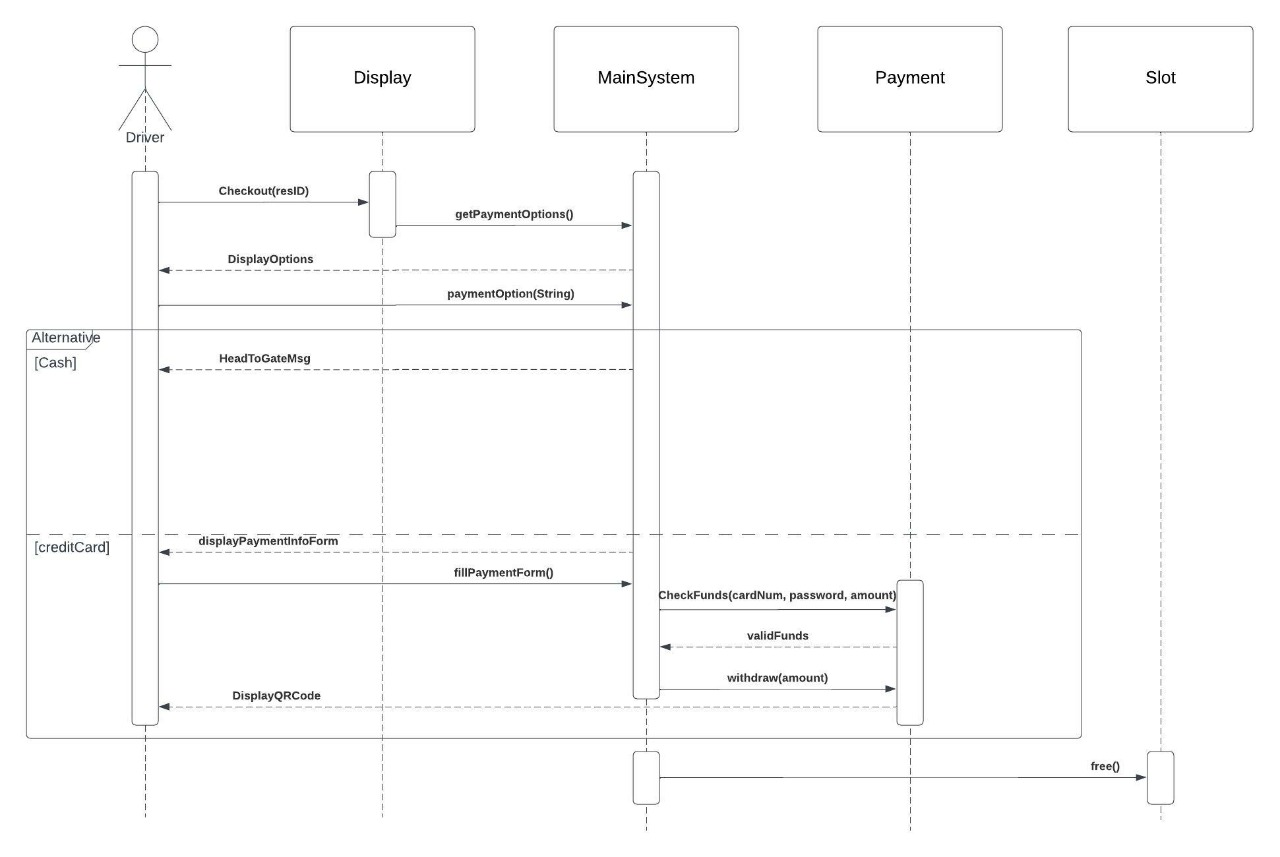 Driver
Display
MainSystem
Payment
Slot
Checkout(resID)
getPaymentOptions()
DisplayOptions
paymentOption(String)
Alternative
[Cash]
HeadToGateMsg
[creditCard]
displayPaymentInfoForm
fillPaymentForm()
CheckFunds(cardNum, password, amount)
validFunds
withdraw(amount)
DisplayQRCode
free()